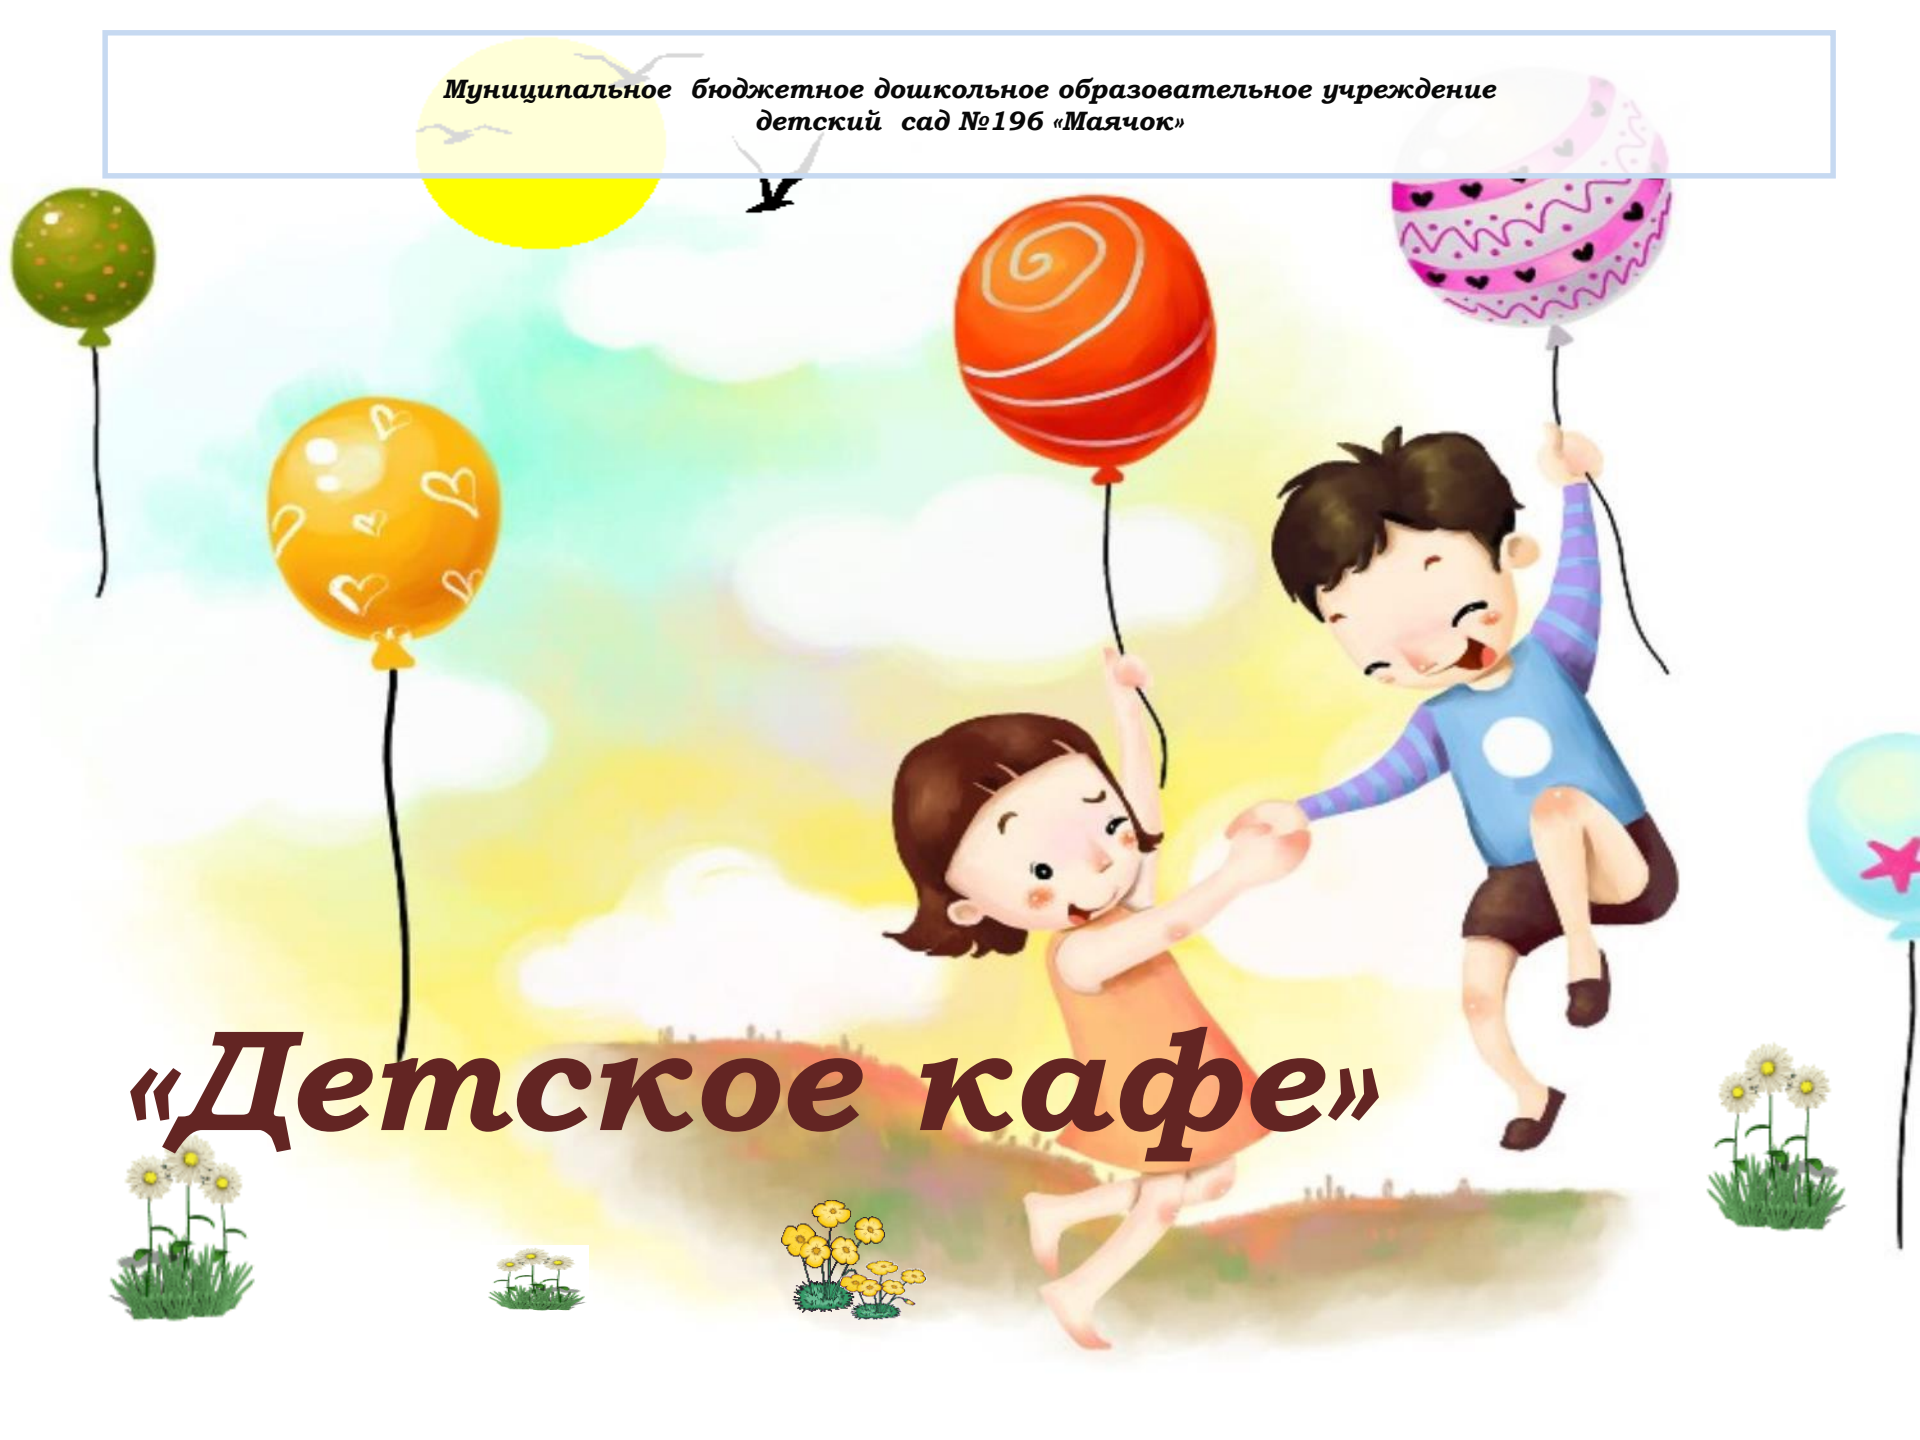 Муниципальное бюджетное дошкольное образовательное учреждение
детский сад №196 «Маячок»
«Детское кафе»